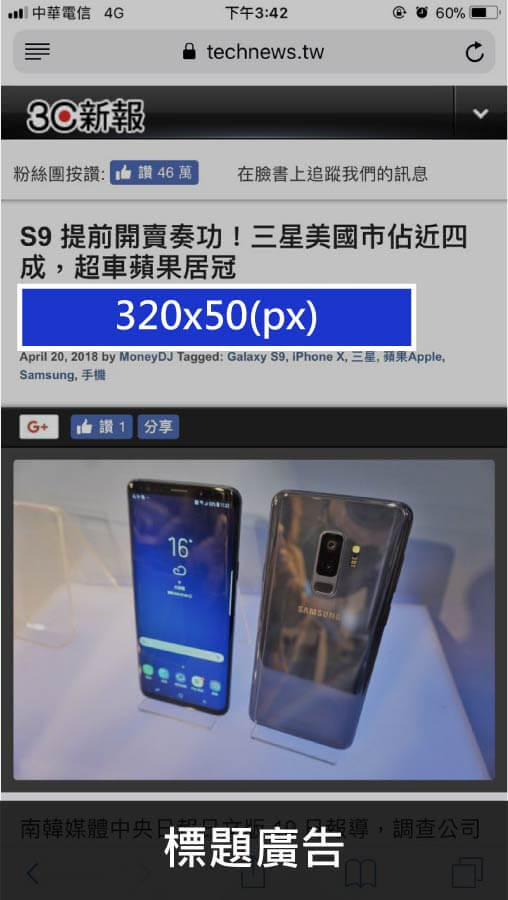 中華電信 4G 下午3:42 60%
technews.tw
3C新報
粉絲團按讚: 讚 46 萬 在臉書上追蹤我們的訊息
S9 提前開賣奏功！三星美國市佔近四
成，超車蘋果居冠
320x50(px)
April 20, 2018 by MoneyDJ Tagged: Galaxy S9, iPhone X, 三星, 蘋果Apple,
Samsung, 手機
G+ 讚 1 分享
16°
SAMSUNG
南韓媒體中央日報日文版 19 日報導，調查公司
標題廣告